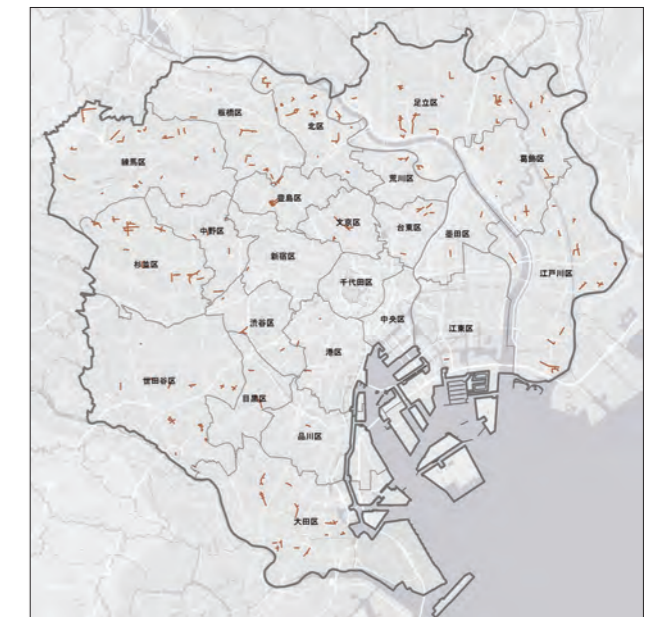 足立区
板橋区
北区
葛飾区
練馬区
荒川区
豊島区
文京区
台東区
中野区
墨田区
新宿区
杉並区
江戸川区
千代田区
中央区
渋谷区
江東区
港区
世田谷区
目黒区
品川区
大田区